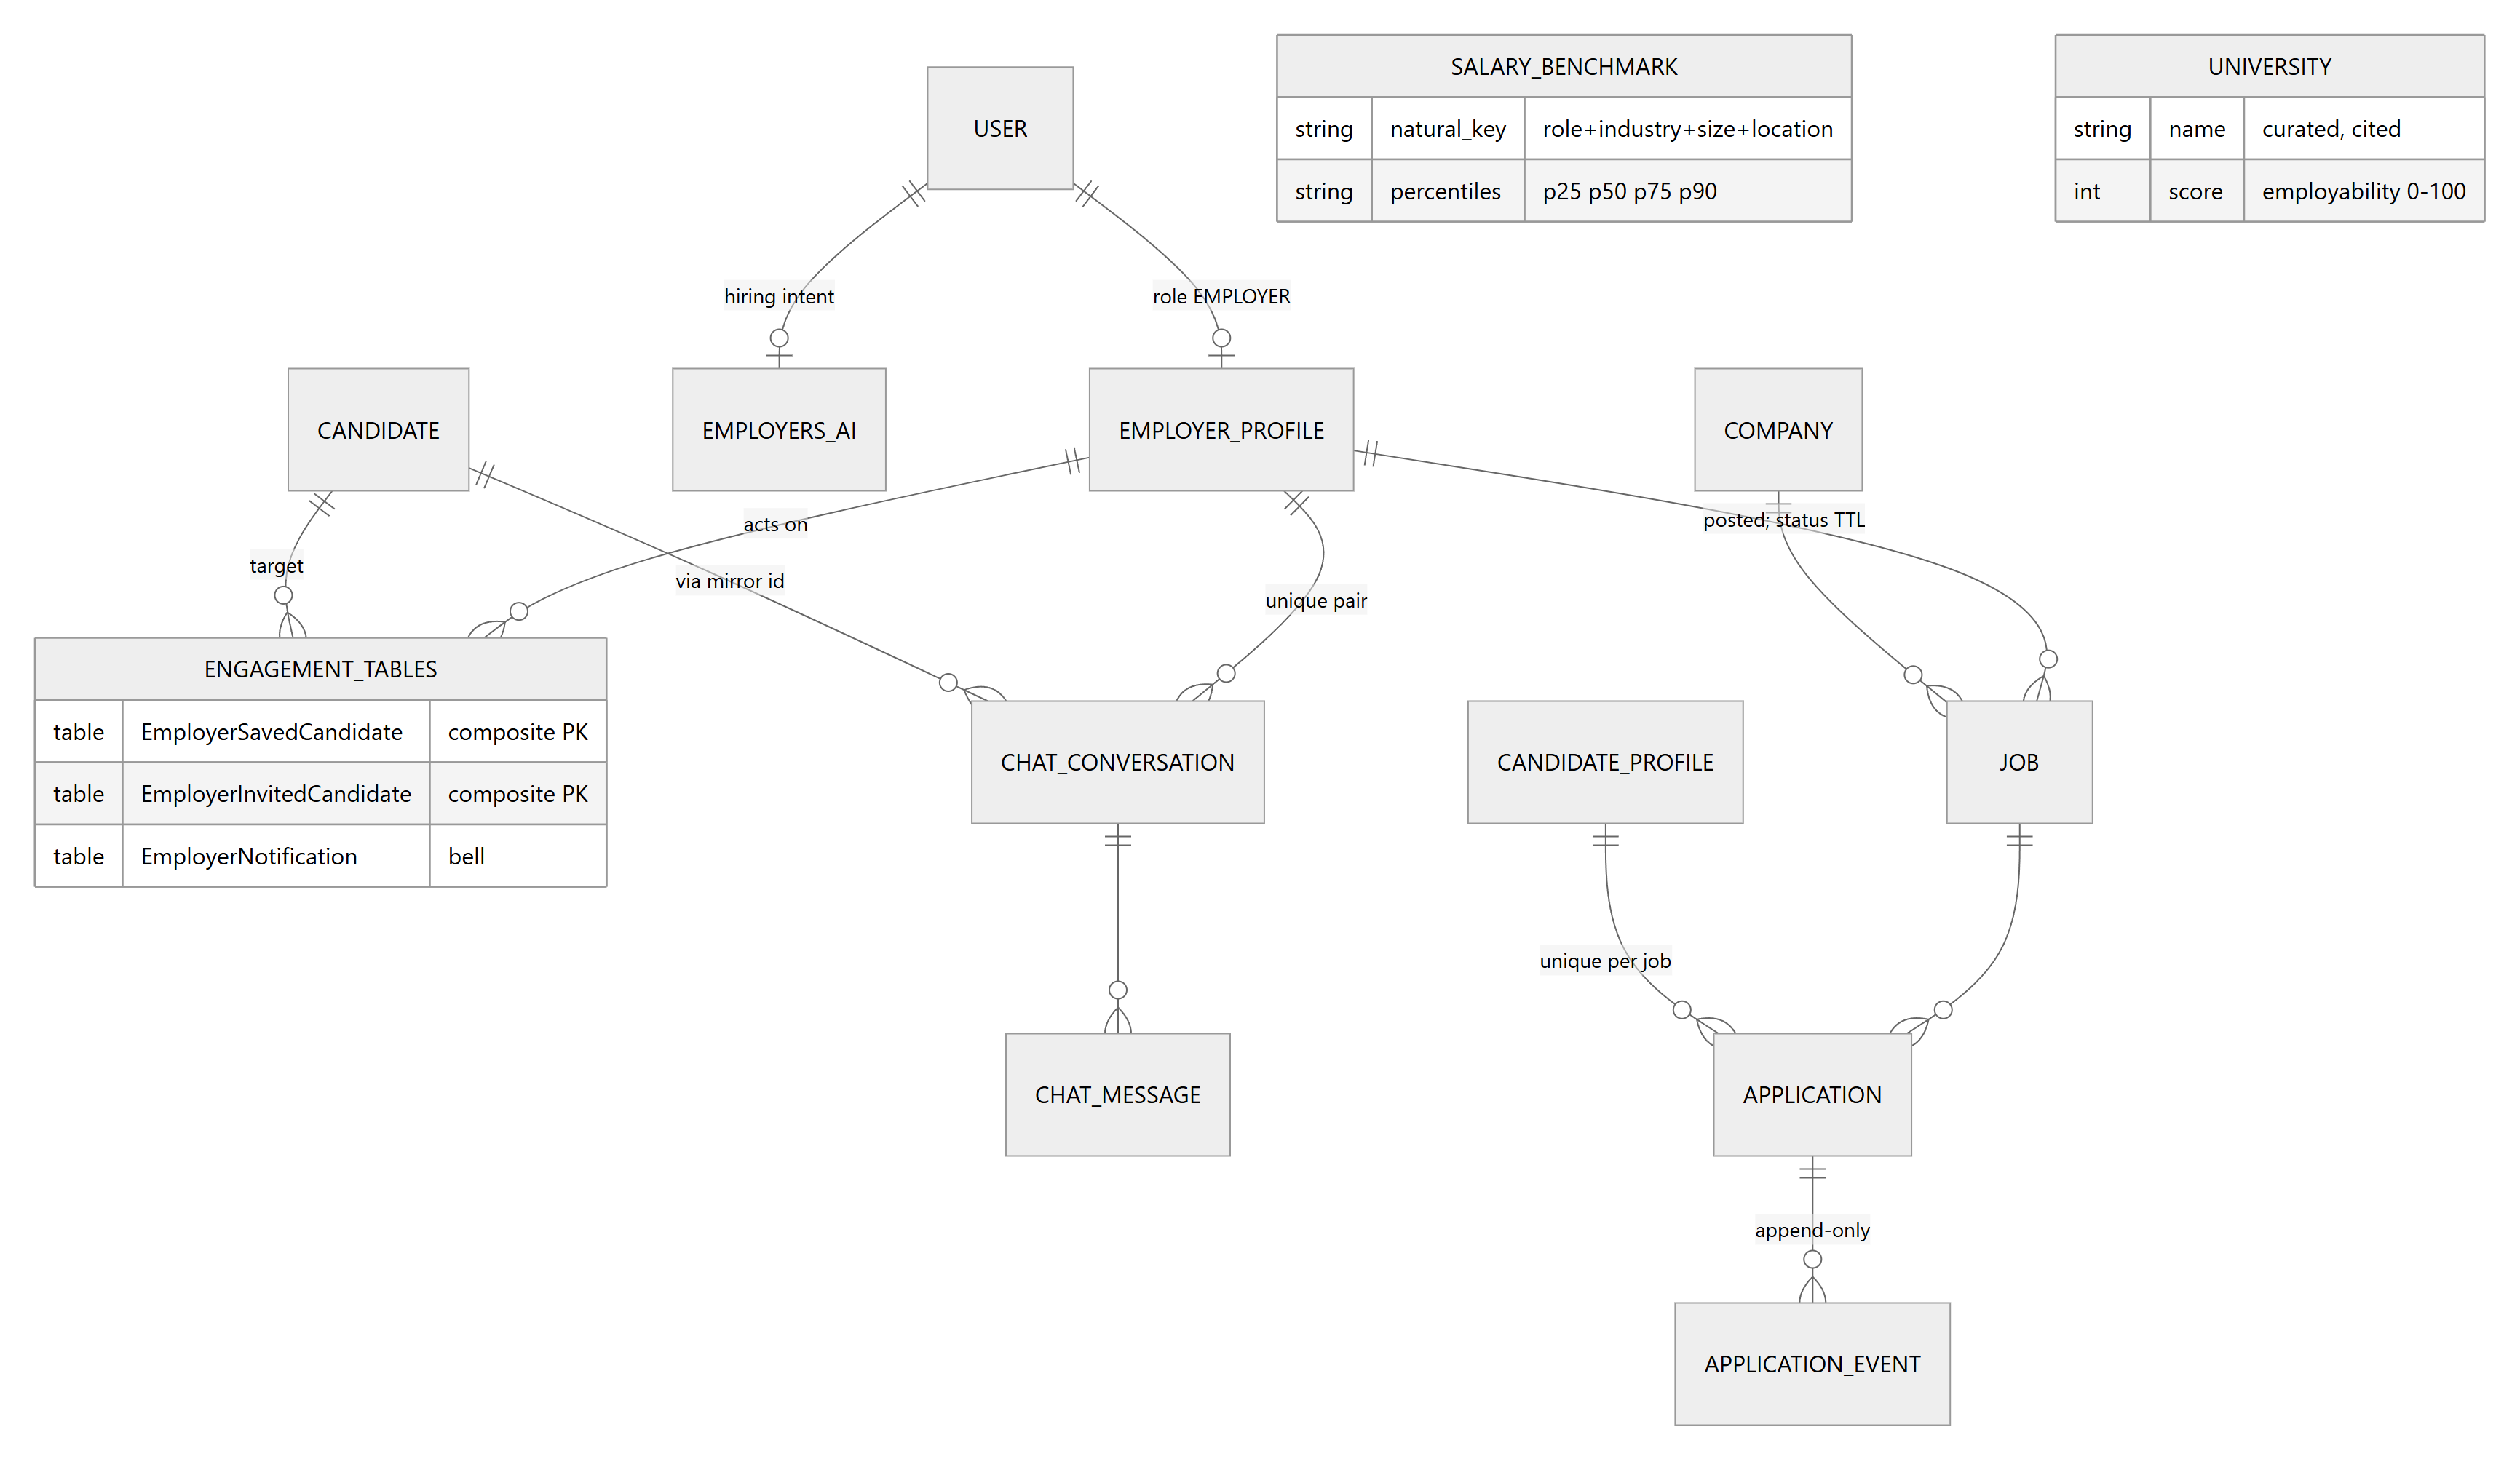 SALARY_BENCHMARK
string natural_key role+industry+size+location
string percentiles p25 p50 p75 p90
UNIVERSITY
string name curated, cited
int score employability 0-100
USER
hiring intent
role EMPLOYER
CANDIDATE
EMPLOYERS_AI
EMPLOYER_PROFILE
COMPANY
acts on
posted; status TTL
target
via mirror id
unique pair
ENGAGEMENT_TABLES
table EmployerSavedCandidate composite PK
table EmployerInvitedCandidate composite PK
table EmployerNotification bell
CHAT_CONVERSATION
CANDIDATE_PROFILE
JOB
unique per job
CHAT_MESSAGE
APPLICATION
append-only
APPLICATION_EVENT